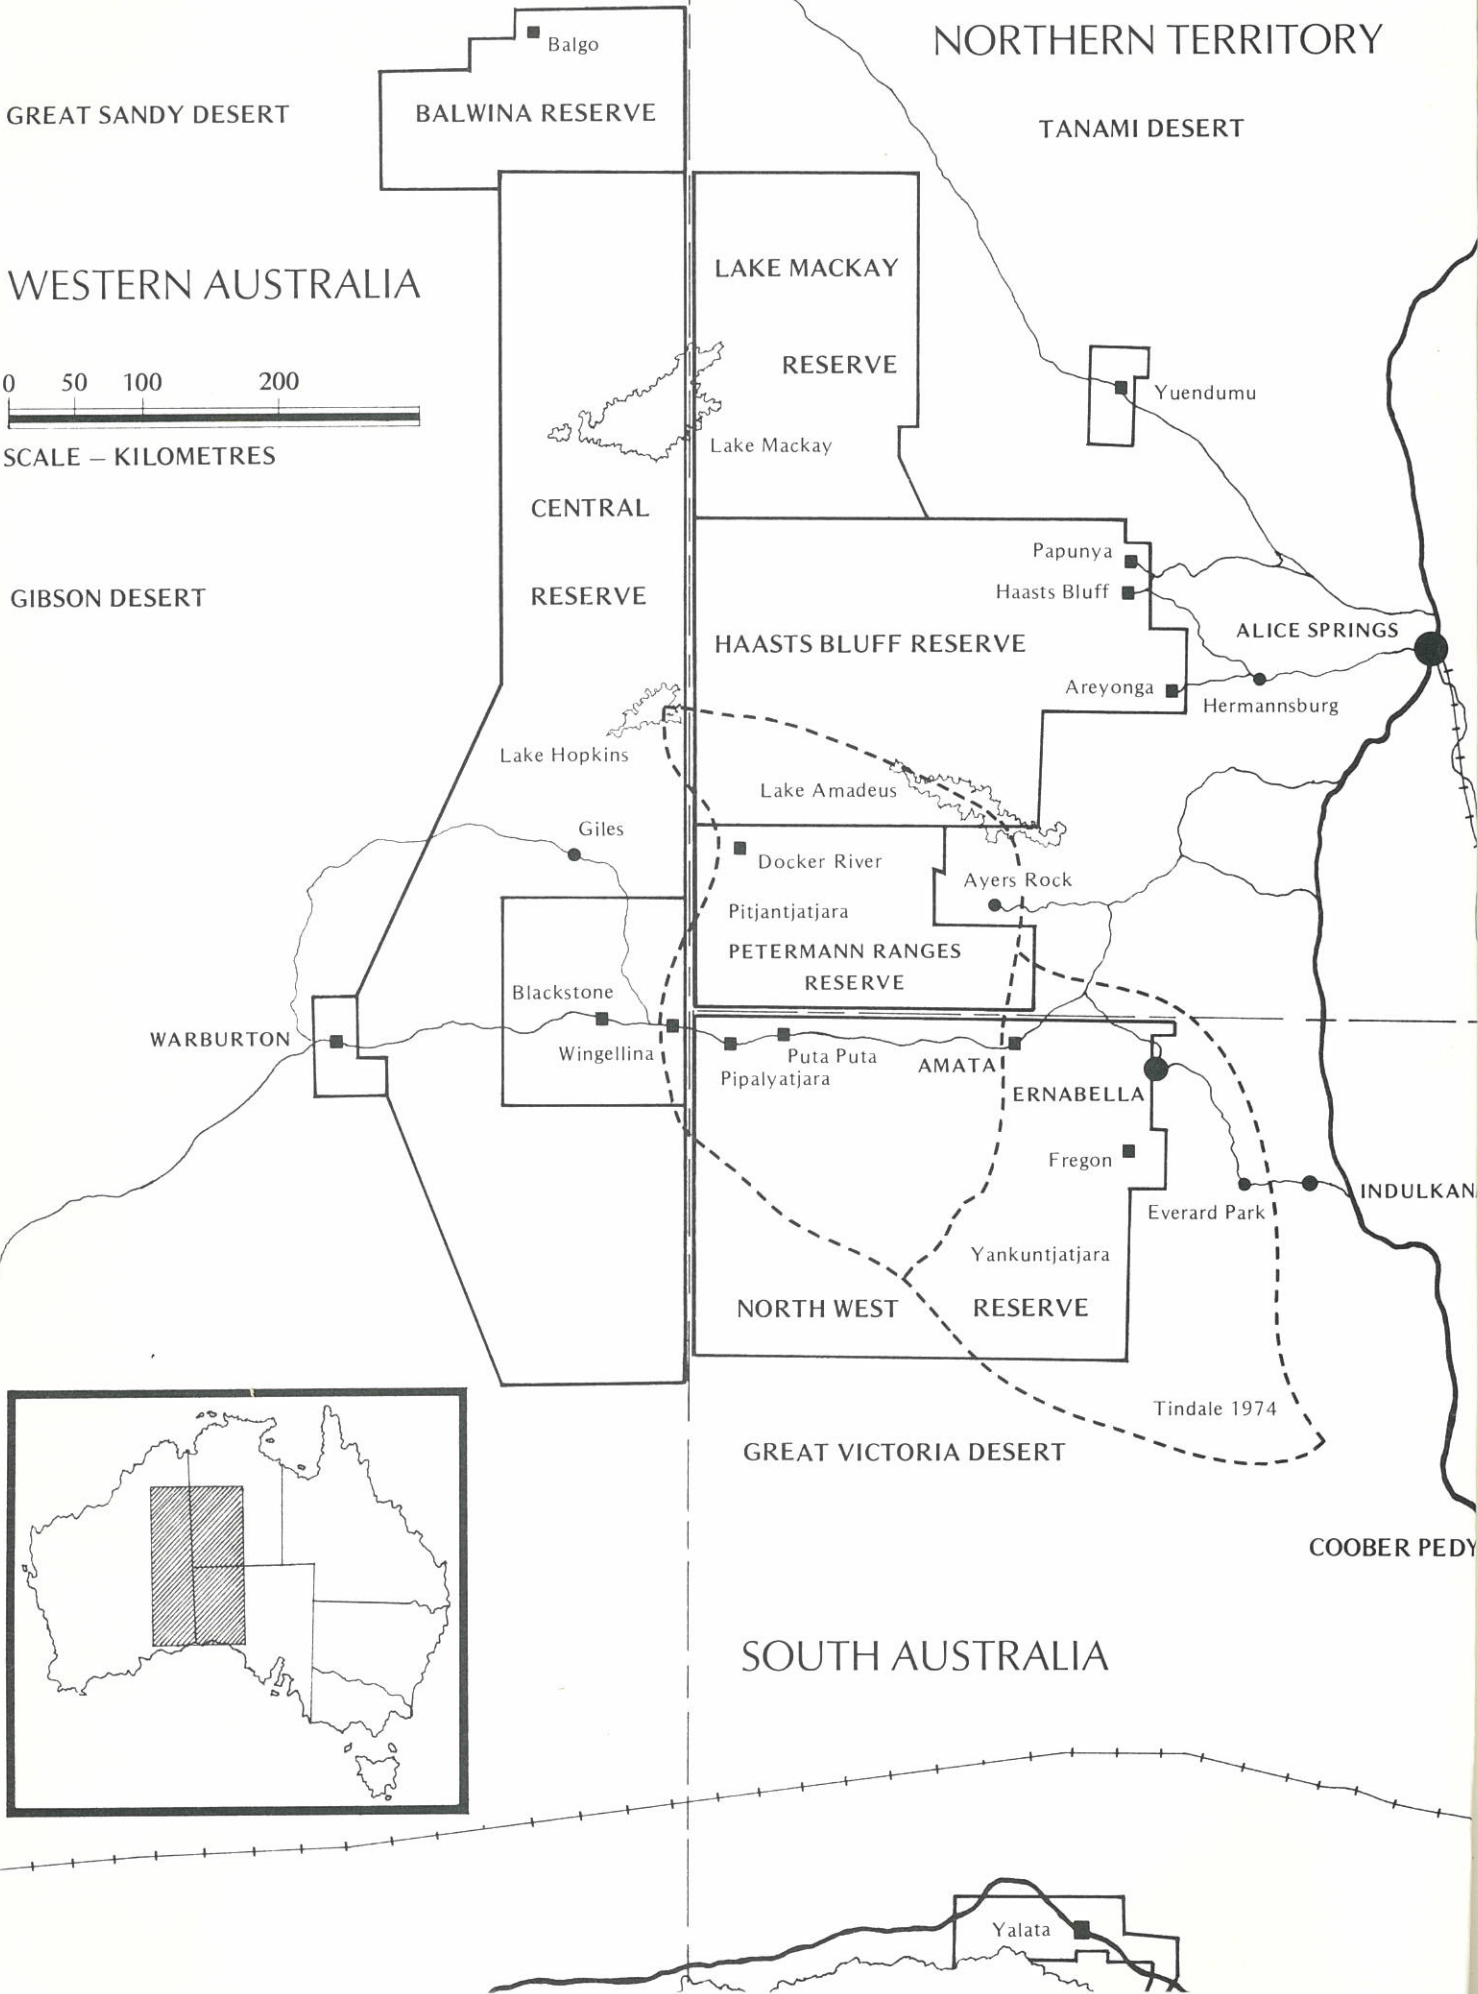 NORTHERN TERRITORY
Balgo
GREAT SANDY DESERT
BALWINA RESERVE
TANAMI DESERT
LAKE MACKAY
WESTERN AUSTRALIA
RESERVE
0 50 100 200
Yuendumu
Lake Mackay
SCALE – KILOMETRES
CENTRAL
Papunya
Haasts Bluff
GIBSON DESERT
RESERVE
ALICE SPRINGS
HAASTS BLUFF RESERVE
Areyonga
Hermannsburg
Lake Hopkins
Lake Amadeus
Giles
Docker River
Ayers Rock
Pitjantjatjara
PETERMANN RANGES
RESERVE
Blackstone
WARBURTON
Wingellina
Puta Puta
AMATA
Pipalyatjara
ERNABELLA
Fregon
INDULKAN
Everard Park
Yankuntjatjara
NORTH WEST
RESERVE
Tindale 1974
GREAT VICTORIA DESERT
COOBER PEDY
SOUTH AUSTRALIA
Yalata